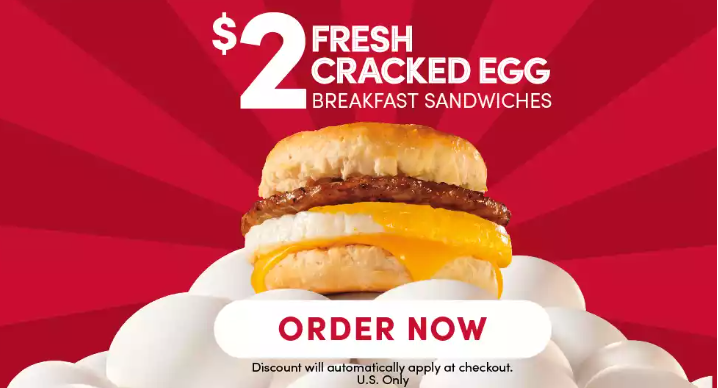 $2 FRESH
CRACKED EGG
BREAKFAST SANDWICHES
ORDER NOW
Discount will automatically apply at checkout.
U.S. Only